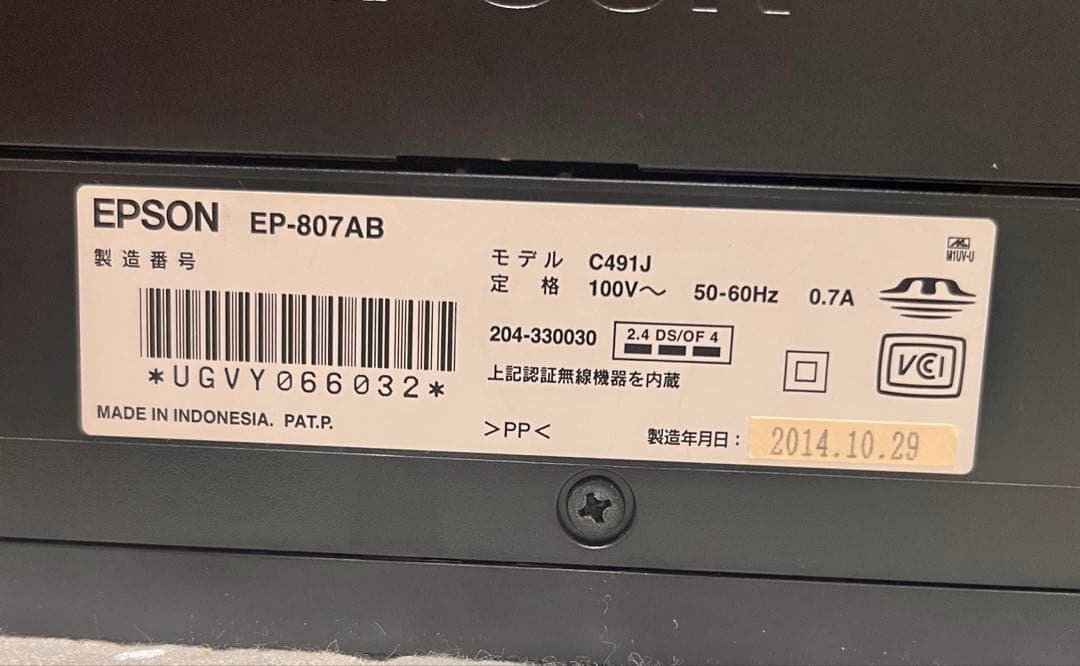 EPSON EP-807AB
製造番号
*UGVY066032*
MADE IN INDONESIA. PAT.P.
モデル C491J
定格 100V～ 50-60Hz 0.7A
204-330030 2.4 DS/OF 4
上記認証無線機器を内蔵
>PP<
製造年月日： 2014.10.29
M1UV-U
VCI